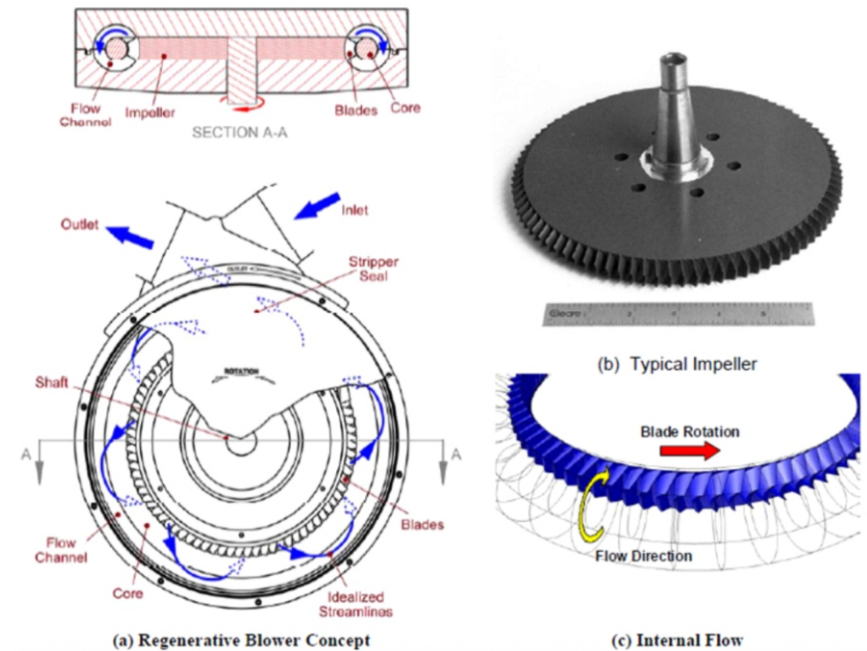 Flow
Channel
Impeller
Blades
Core
SECTION A-A
Outlet
Inlet
OUTLET
Stripper
Seal
ROTATION
Shaft
A
A
Flow
Channel
Core
Blades
Idealized
Streamlines
(a) Regenerative Blower Concept
(b) Typical Impeller
Blade Rotation
Flow Direction
(c) Internal Flow